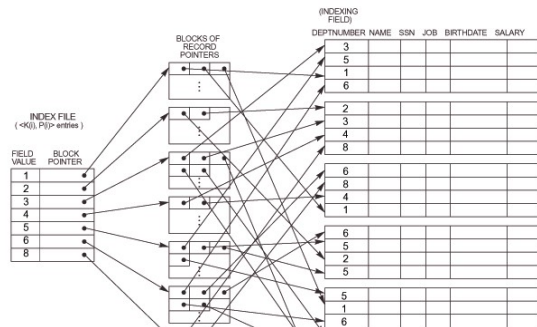 (INDEXING
FIELD)
DEPTNUMBER NAME SSN JOB BIRTHDATE SALARY
BLOCKS OF
RECORD
POINTERS
INDEX FILE
( <K(i), P(i)> entries )
FIELD
VALUE
BLOCK
POINTER
1
2
3
4
5
6
8
3
5
1
6
2
3
4
8
6
8
4
1
6
5
2
5
5
1
6